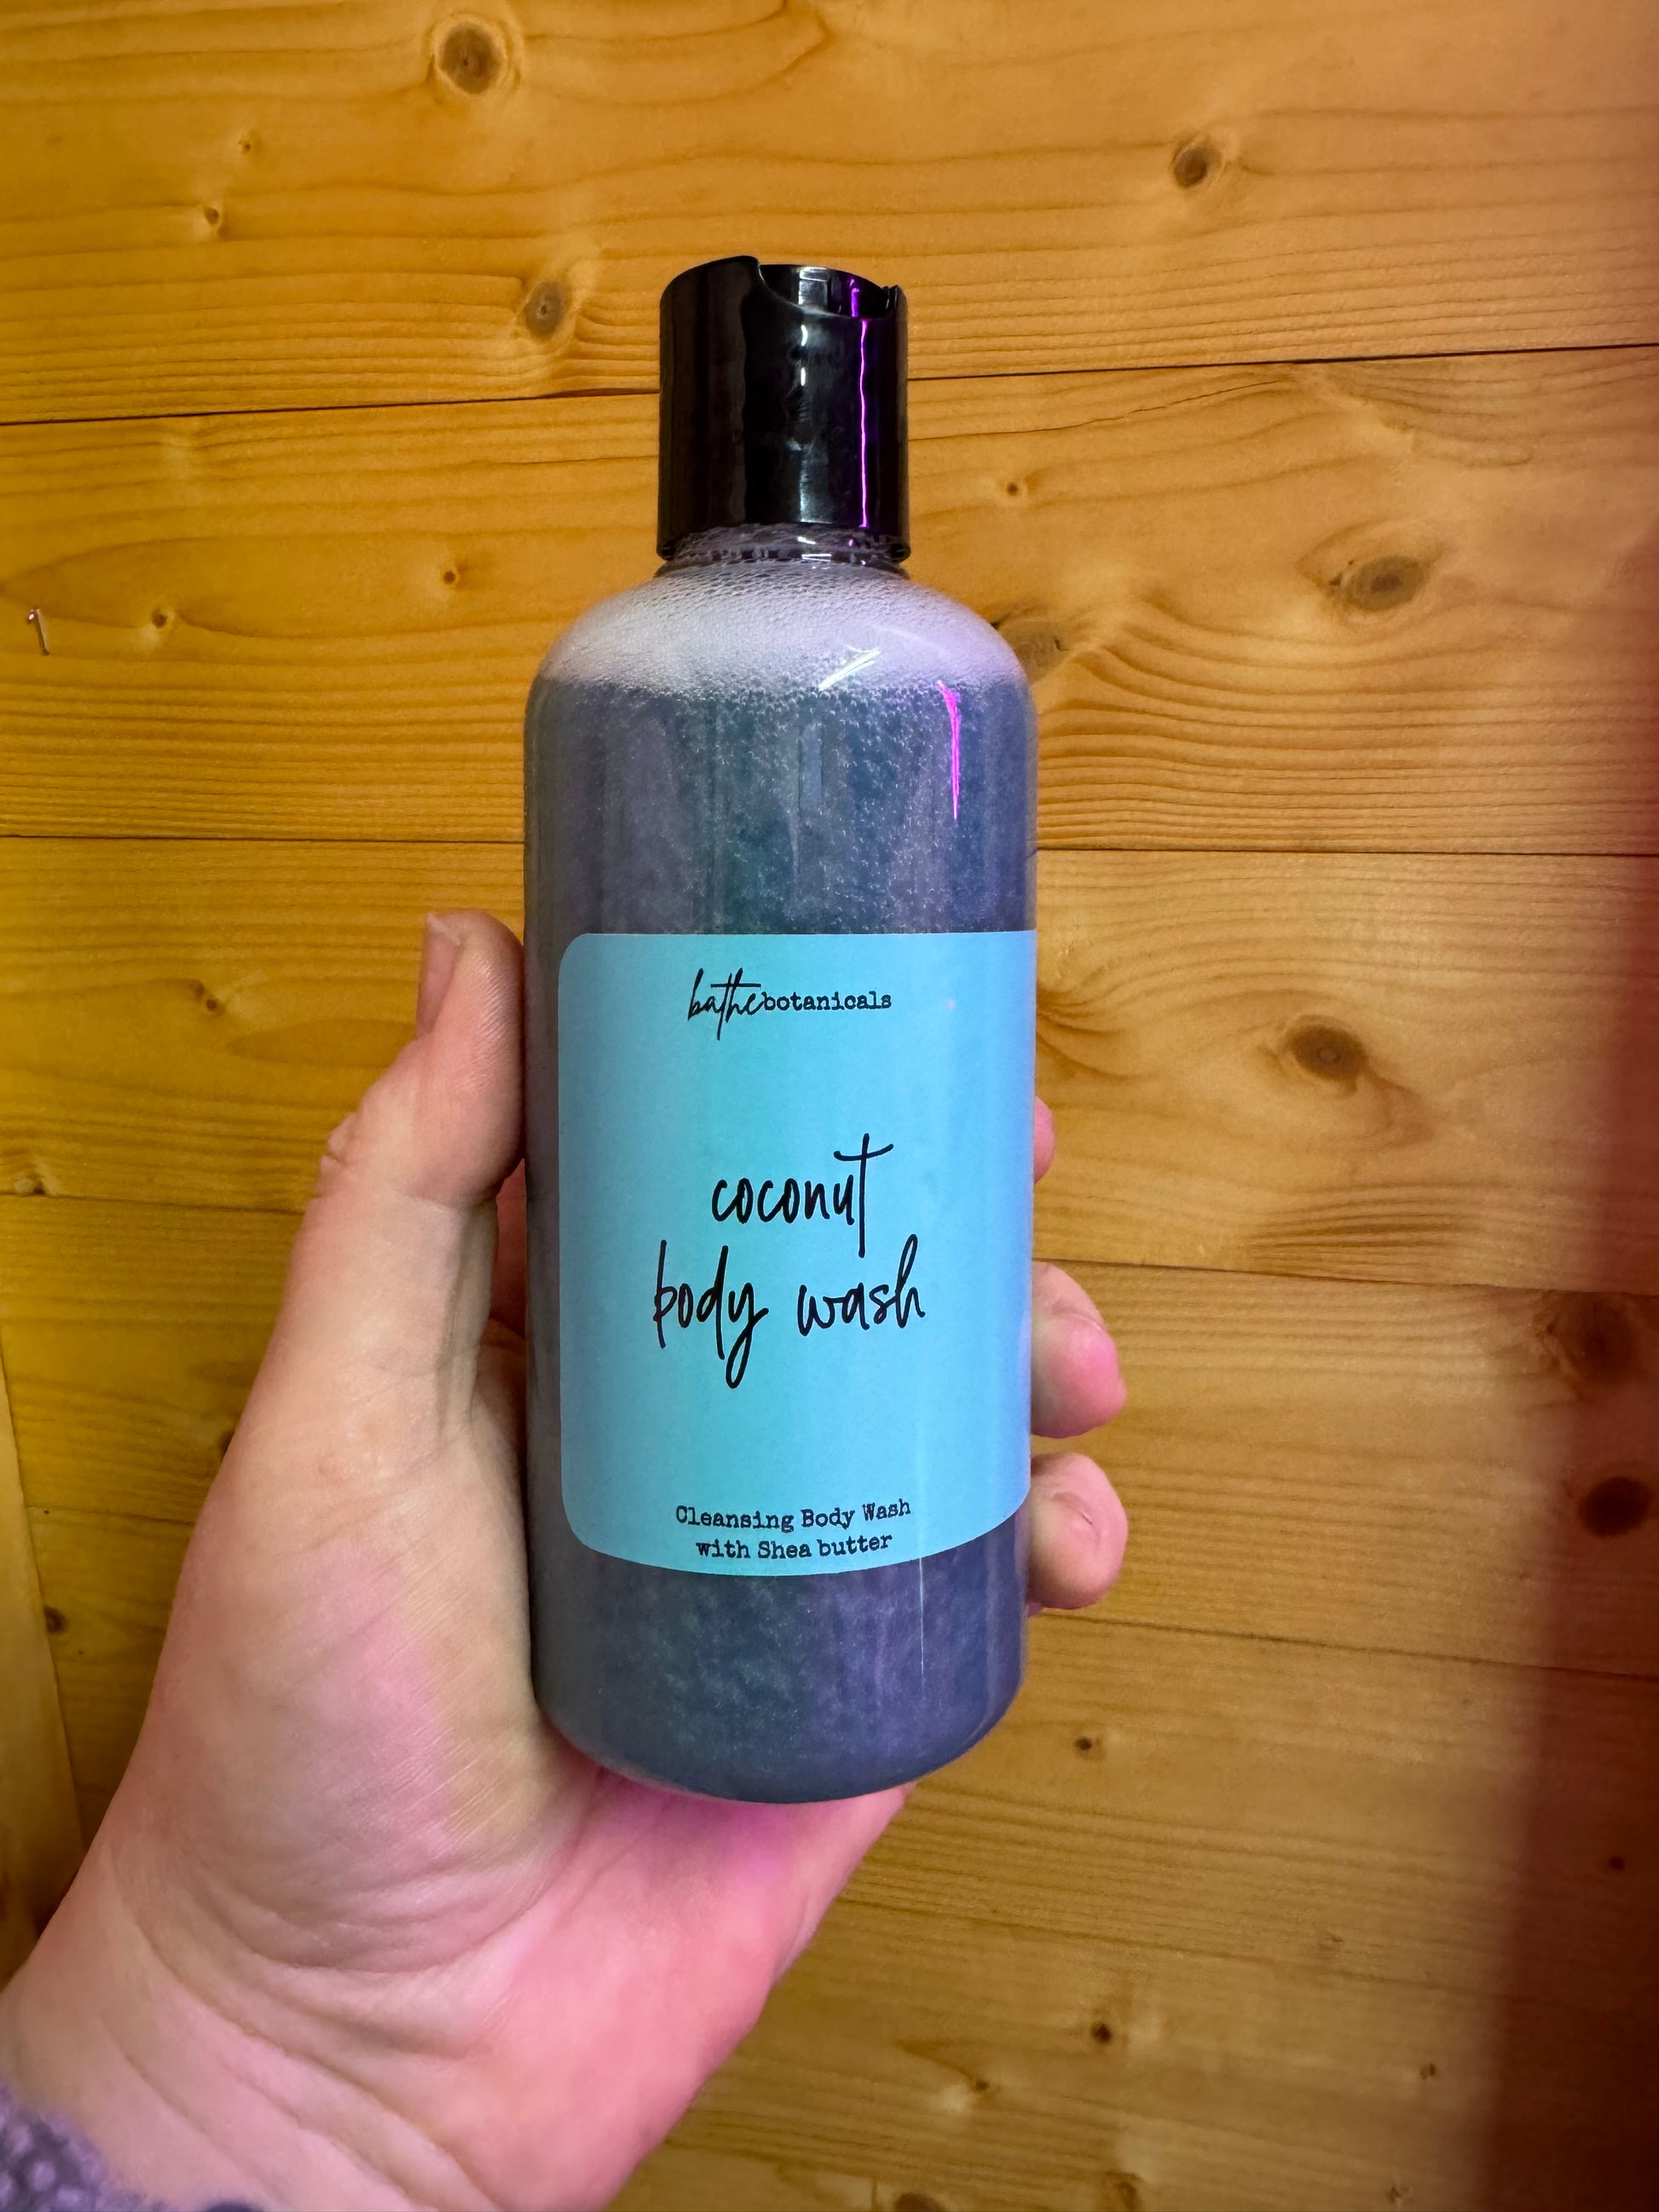 bathebotanicals
coconut
body wash
Cleansing Body Wash
with Shea butter